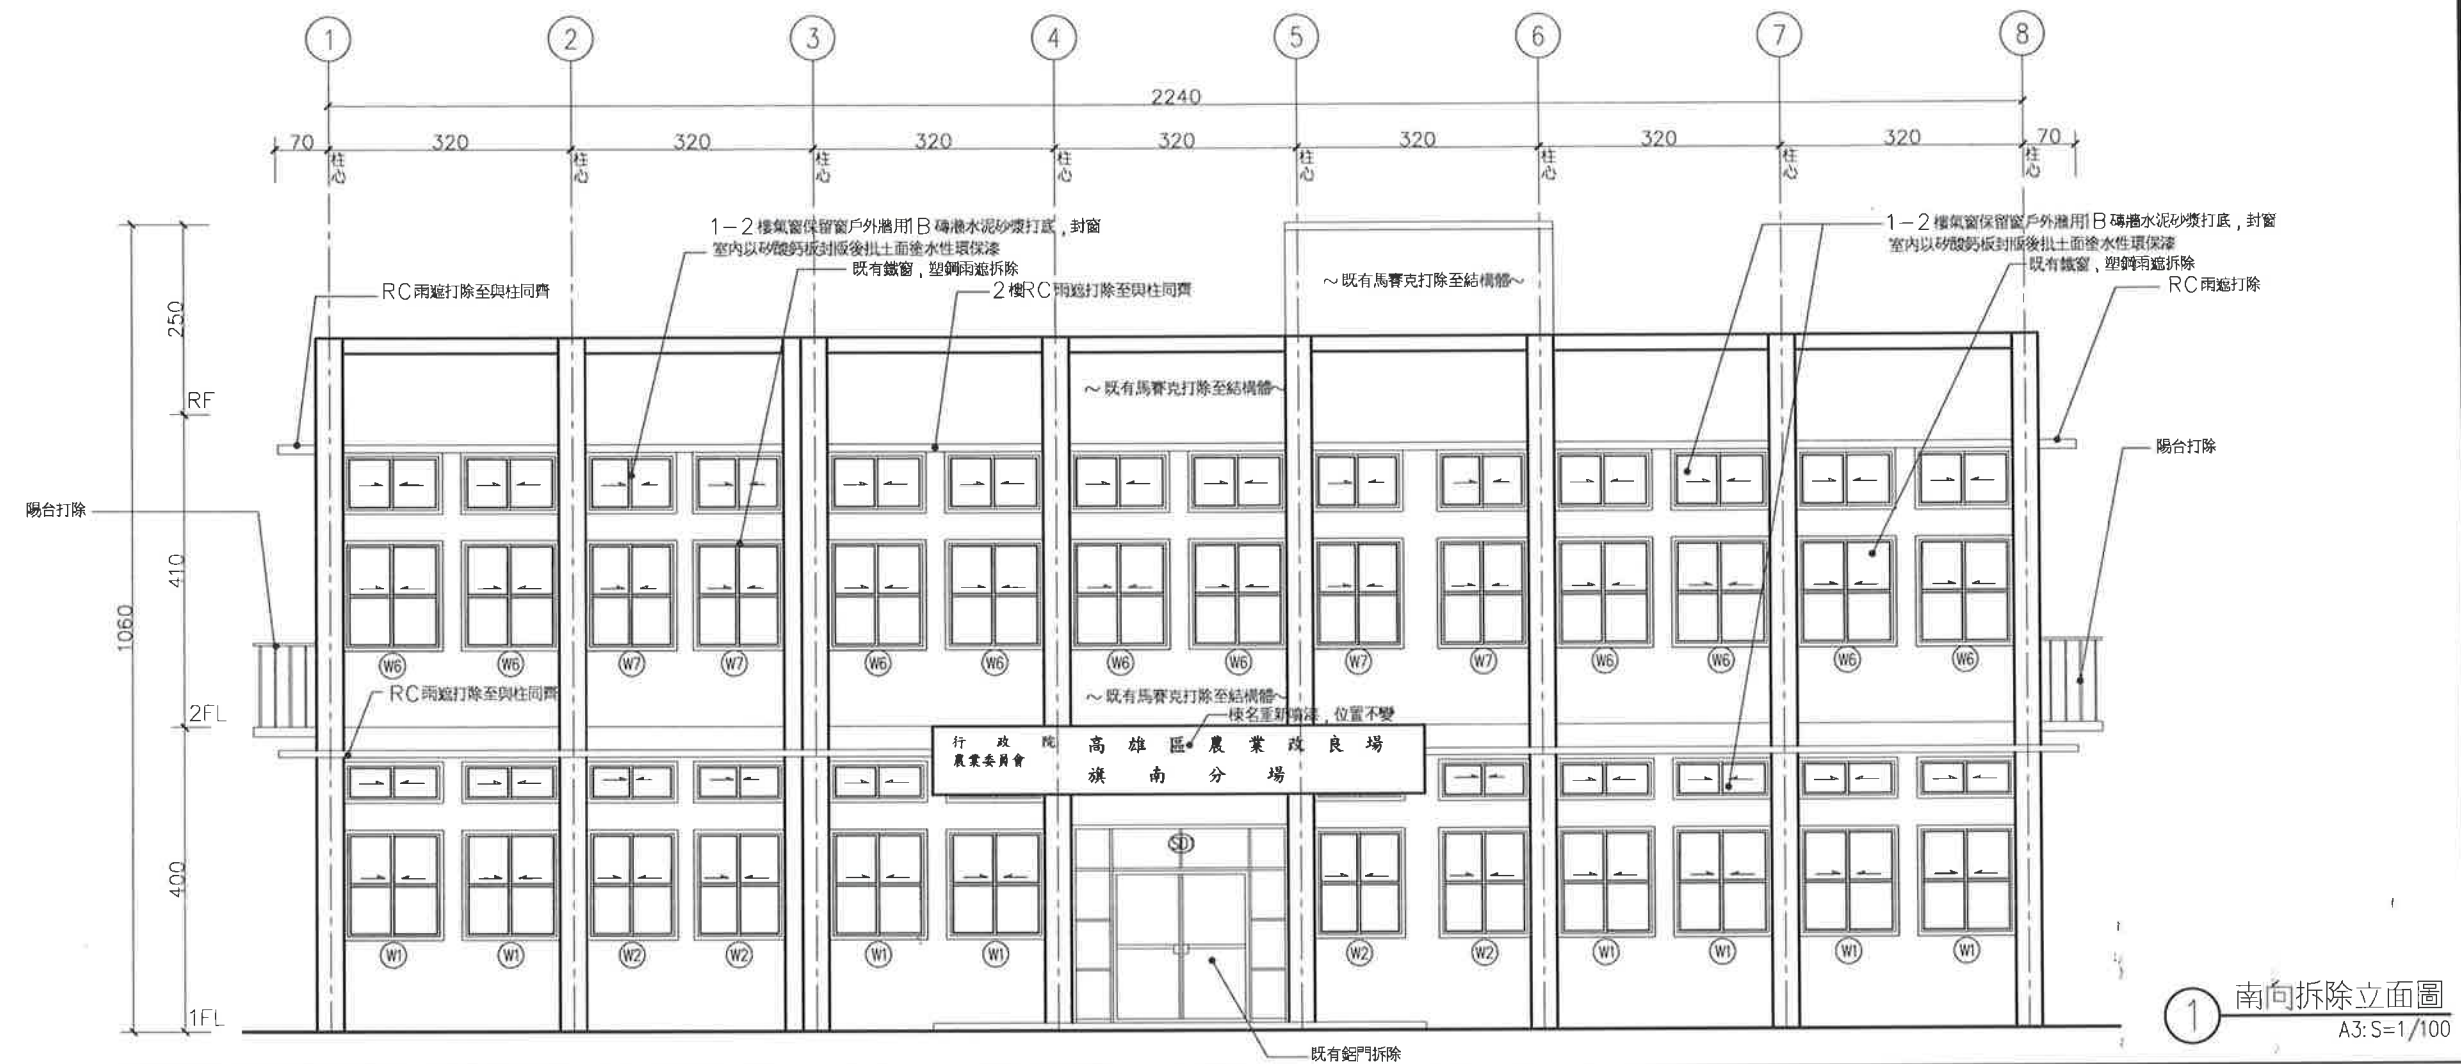 1 2 3 4 5 6 7 8
2240
70 320 320 320 320 320 320 320 70
柱心 柱心 柱心 柱心 柱心 柱心 柱心 柱心
1-2樓氣窗保留窗戶外牆用1B磚牆水泥砂漿打底，封窗
室內以矽酸鈣板封版後批土面塗水性環保漆
既有鐵窗，塑鋼雨遮拆除
RC雨遮打除至與柱同齊
2樓RC雨遮打除至與柱同齊
～既有馬賽克打除至結構體～
1-2樓氣窗保留窗戶外牆用1B磚牆水泥砂漿打底，封窗
室內以矽酸鈣板封版後批土面塗水性環保漆
既有鐵窗，塑鋼雨遮拆除
RC雨遮打除
250
RF
～既有馬賽克打除至結構體～
陽台打除
陽台打除
410
1060
W6 W6 W7 W7 W6 W6 W6 W6 W7 W7 W6 W6 W6 W6
RC雨遮打除至與柱同齊
～既有馬賽克打除至結構體～
2FL
棟名重新噴漆，位置不變
行政院 高雄區農業改良場
農業委員會
旗南分場
400
SD1
W1 W1 W2 W2 W1 W1 W2 W2 W1 W1 W1 W1
1FL
既有鋁門拆除
1 南向拆除立面圖
A3:S=1/100